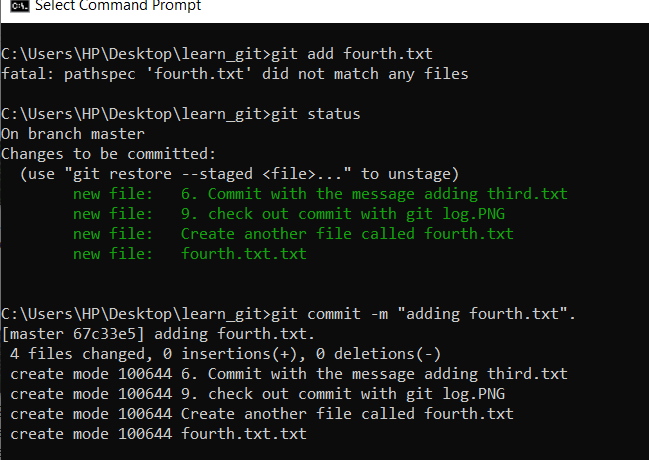 Select Command Prompt
C:\Users\HP\Desktop\learn_git>git add fourth.txt
fatal: pathspec 'fourth.txt' did not match any files
C:\Users\HP\Desktop\learn_git>git status
On branch master
Changes to be committed:
  (use "git restore --staged <file>..." to unstage)
        new file:   6. Commit with the message adding third.txt
        new file:   9. check out commit with git log.PNG
        new file:   Create another file called fourth.txt
        new file:   fourth.txt.txt
C:\Users\HP\Desktop\learn_git>git commit -m "adding fourth.txt".
[master 67c33e5] adding fourth.txt.
 4 files changed, 0 insertions(+), 0 deletions(-)
 create mode 100644 6. Commit with the message adding third.txt
 create mode 100644 9. check out commit with git log.PNG
 create mode 100644 Create another file called fourth.txt
 create mode 100644 fourth.txt.txt